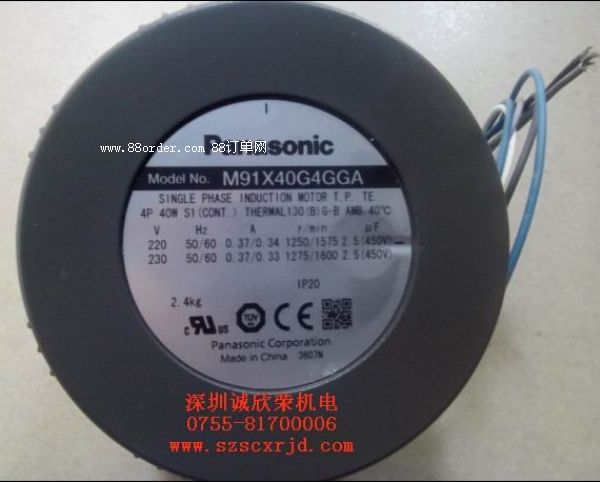 Panasonic
www.88order.com 88订单网
Model No. M91X40G4GGA
SINGLE PHASE INDUCTION MOTOR T.P. TE
4P 40W S1(CONT.) THERMAL130(B)G-B AMB.40℃
V Hz A r/min μF
220 50/60 0.37/0.34 1250/1575 2.5(450V)
230 50/60 0.37/0.33 1275/1600 2.5(450V)
IP20
2.4kg
c RU US TÜV CE
Panasonic Corporation
Made in China 3607N
深圳诚欣荣机电
0755-81700006
www.szscxrjd.com